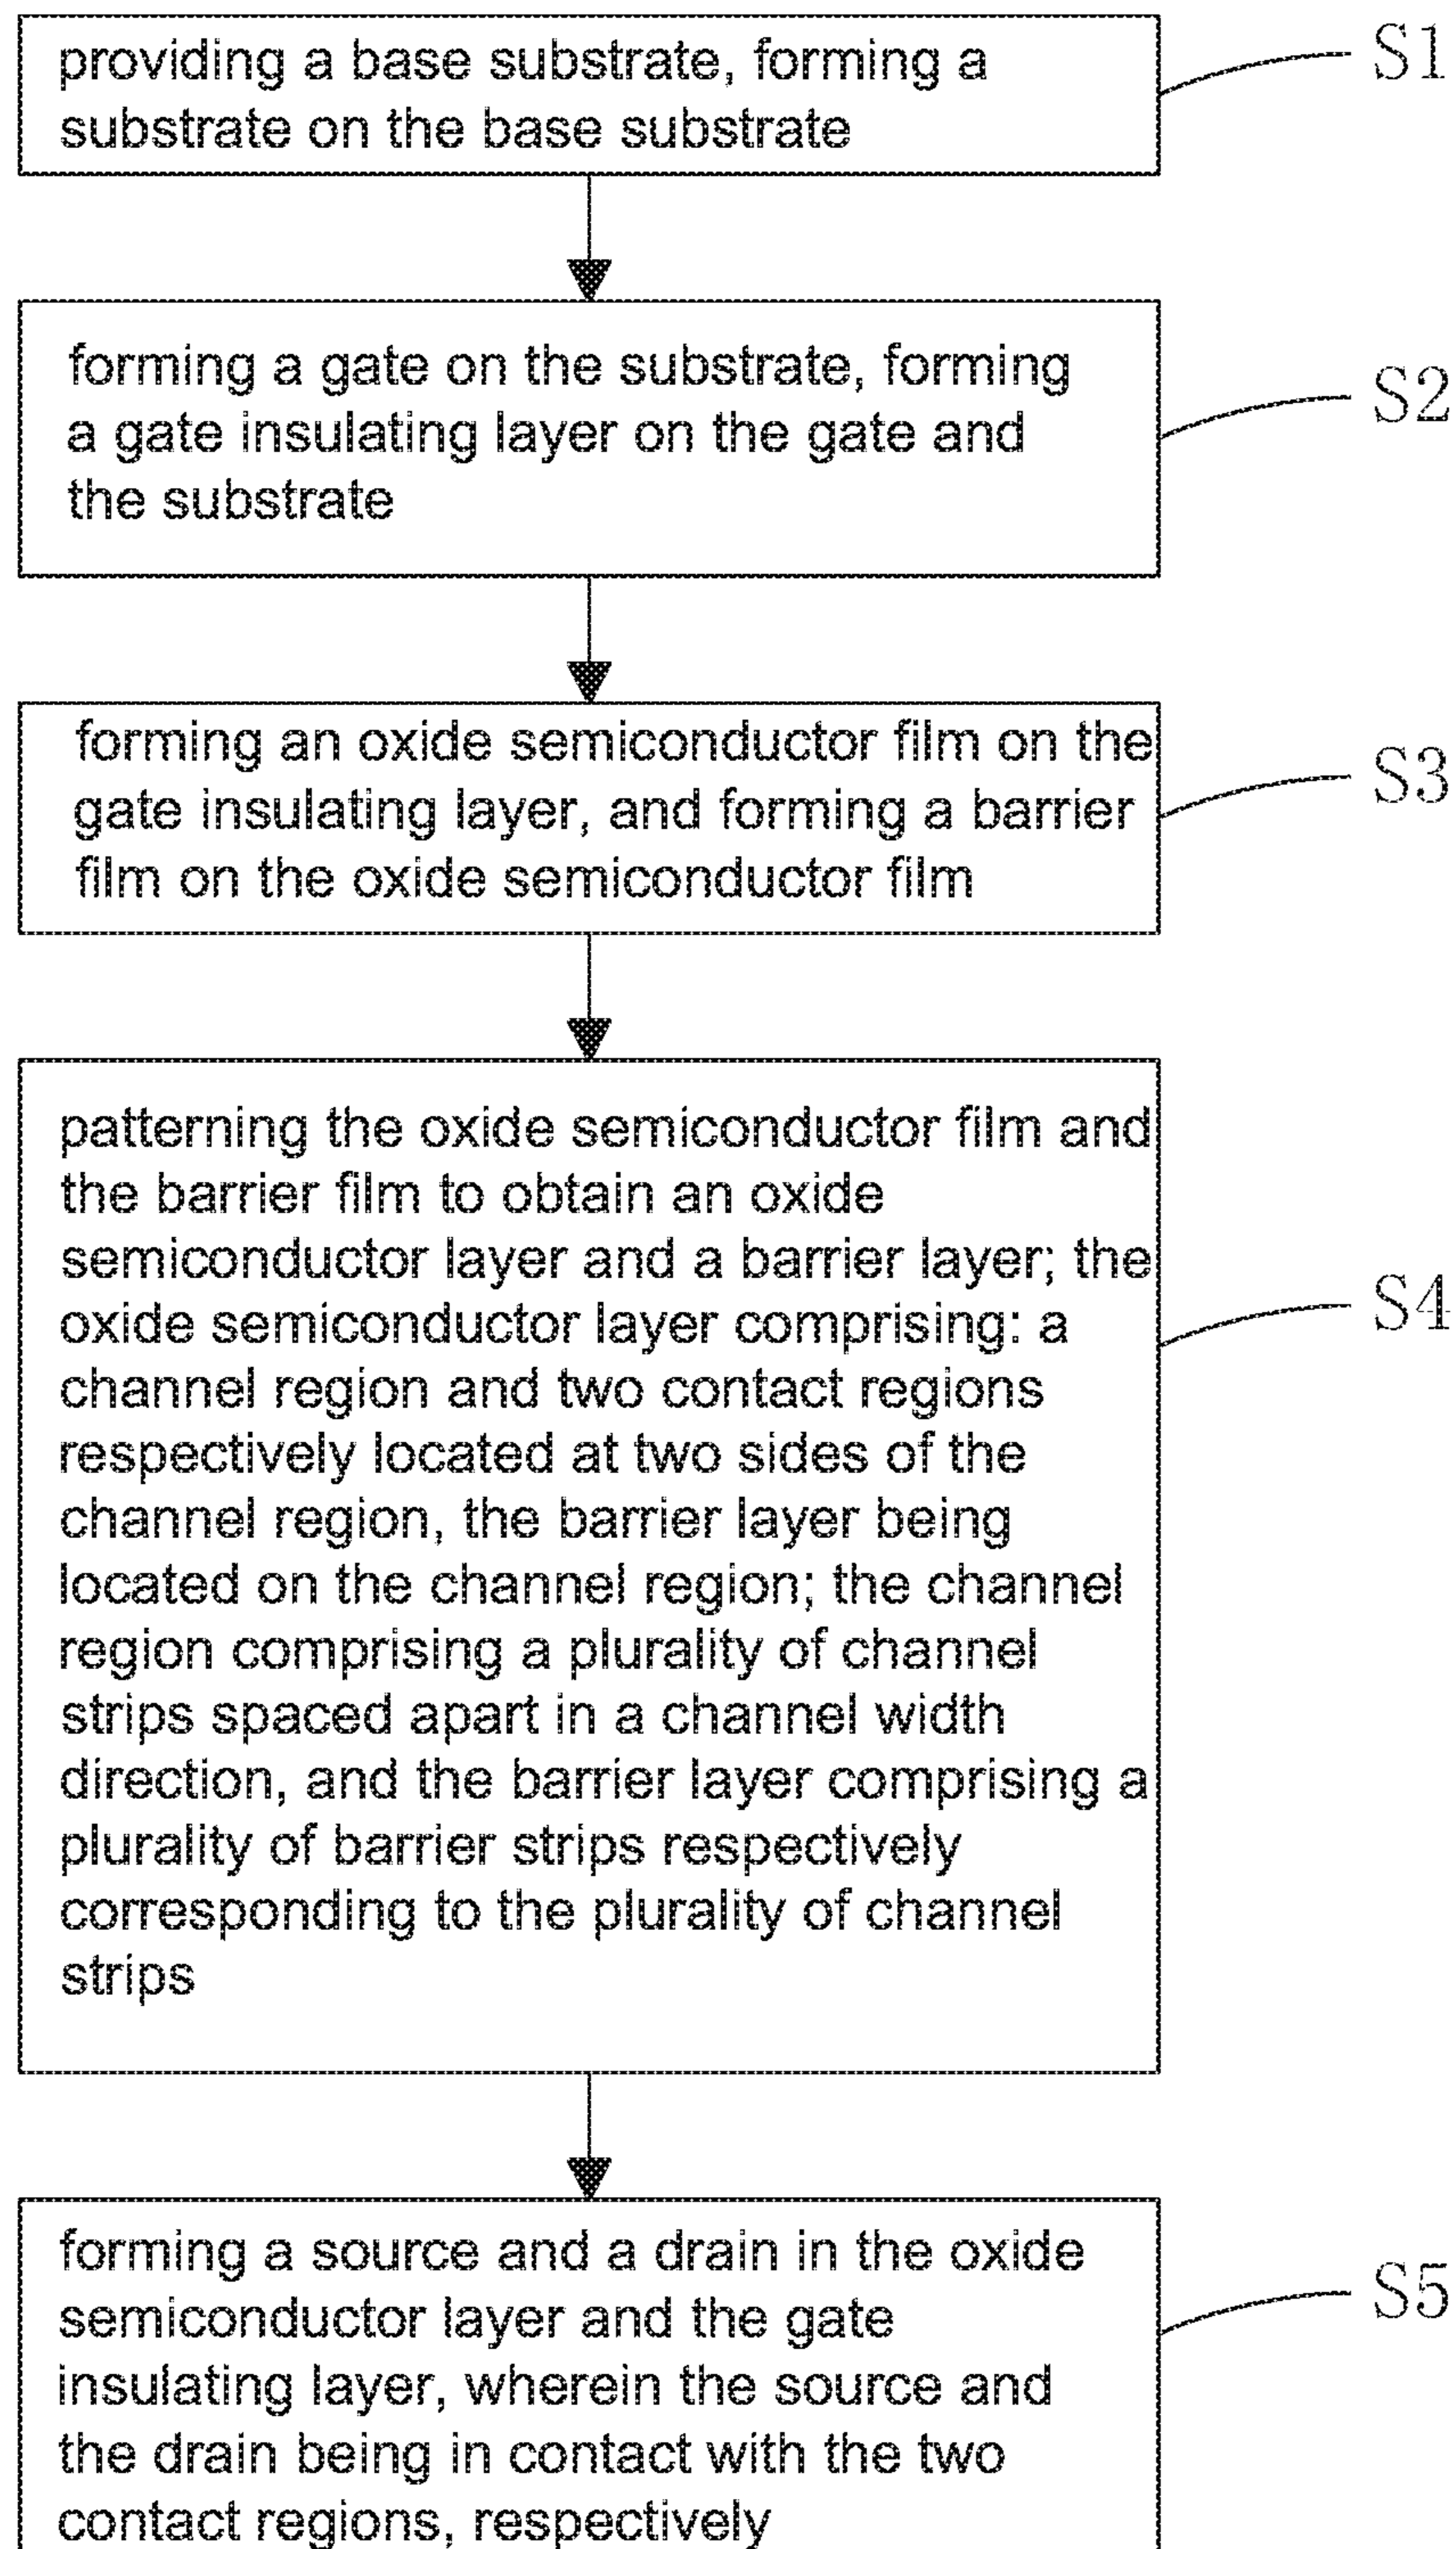 providing a base substrate, forming a
substrate on the base substrate
S1
forming a gate on the substrate, forming
a gate insulating layer on the gate and
the substrate
S2
forming an oxide semiconductor film on the
gate insulating layer, and forming a barrier
film on the oxide semiconductor film
S3
patterning the oxide semiconductor film and
the barrier film to obtain an oxide
semiconductor layer and a barrier layer; the
oxide semiconductor layer comprising: a
channel region and two contact regions
respectively located at two sides of the
channel region, the barrier layer being
located on the channel region; the channel
region comprising a plurality of channel
strips spaced apart in a channel width
direction, and the barrier layer comprising a
plurality of barrier strips respectively
corresponding to the plurality of channel
strips
S4
forming a source and a drain in the oxide
semiconductor layer and the gate
insulating layer, wherein the source and
the drain being in contact with the two
contact regions, respectively
S5